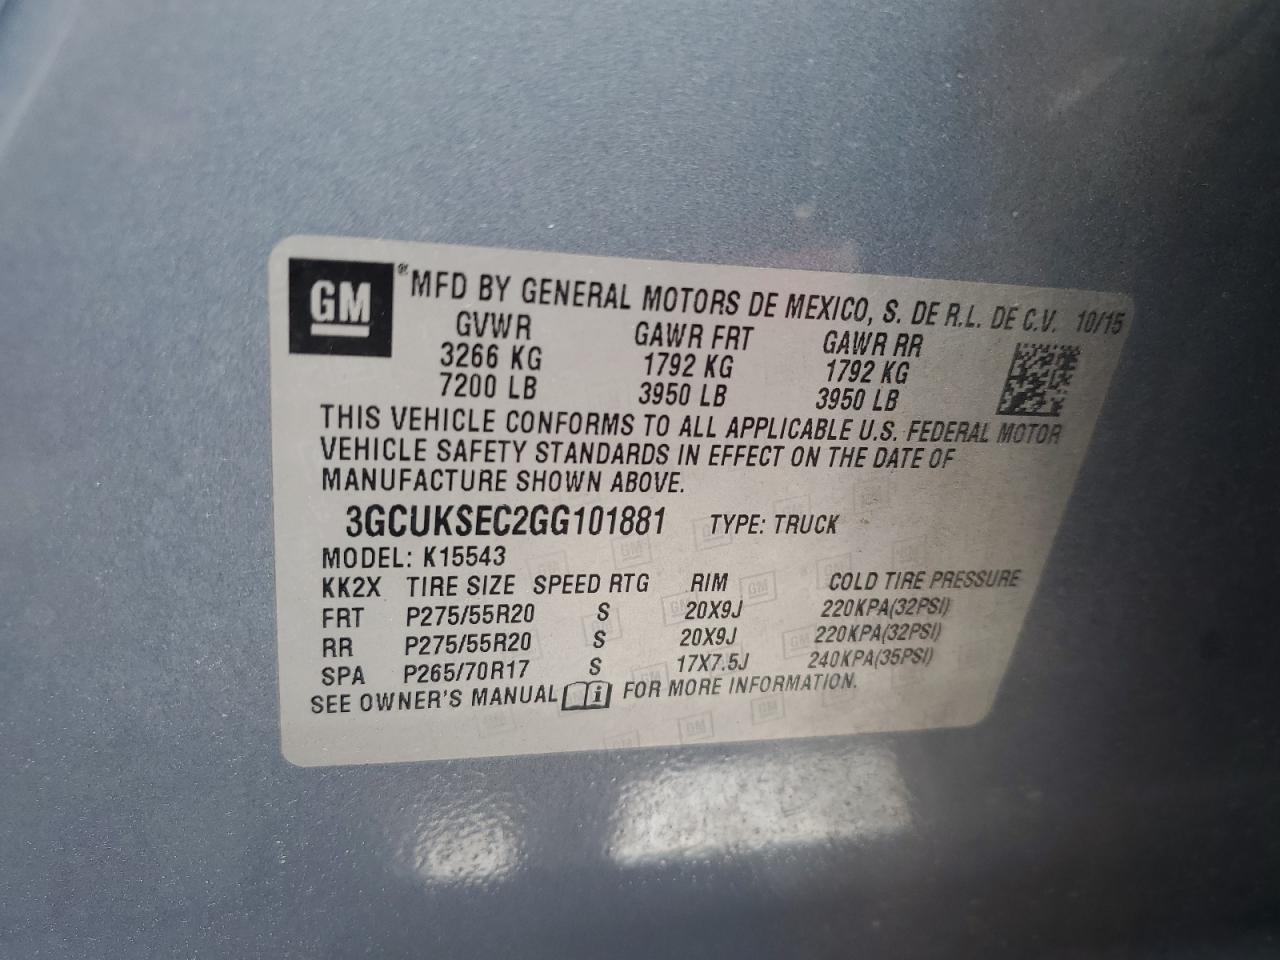 GM ® MFD BY GENERAL MOTORS DE MEXICO, S. DE R.L. DE C.V. 10/15
GVWR GAWR FRT GAWR RR
3266 KG 1792 KG 1792 KG
7200 LB 3950 LB 3950 LB
THIS VEHICLE CONFORMS TO ALL APPLICABLE U.S. FEDERAL MOTOR
VEHICLE SAFETY STANDARDS IN EFFECT ON THE DATE OF
MANUFACTURE SHOWN ABOVE.
3GCUKSEC2GG101881 TYPE: TRUCK
MODEL: K15543
KK2X TIRE SIZE SPEED RTG RIM COLD TIRE PRESSURE
FRT P275/55R20 S 20X9J 220KPA(32PSI)
RR P275/55R20 S 20X9J 220KPA(32PSI)
SPA P265/70R17 S 17X7.5J 240KPA(35PSI)
SEE OWNER'S MANUAL i FOR MORE INFORMATION.